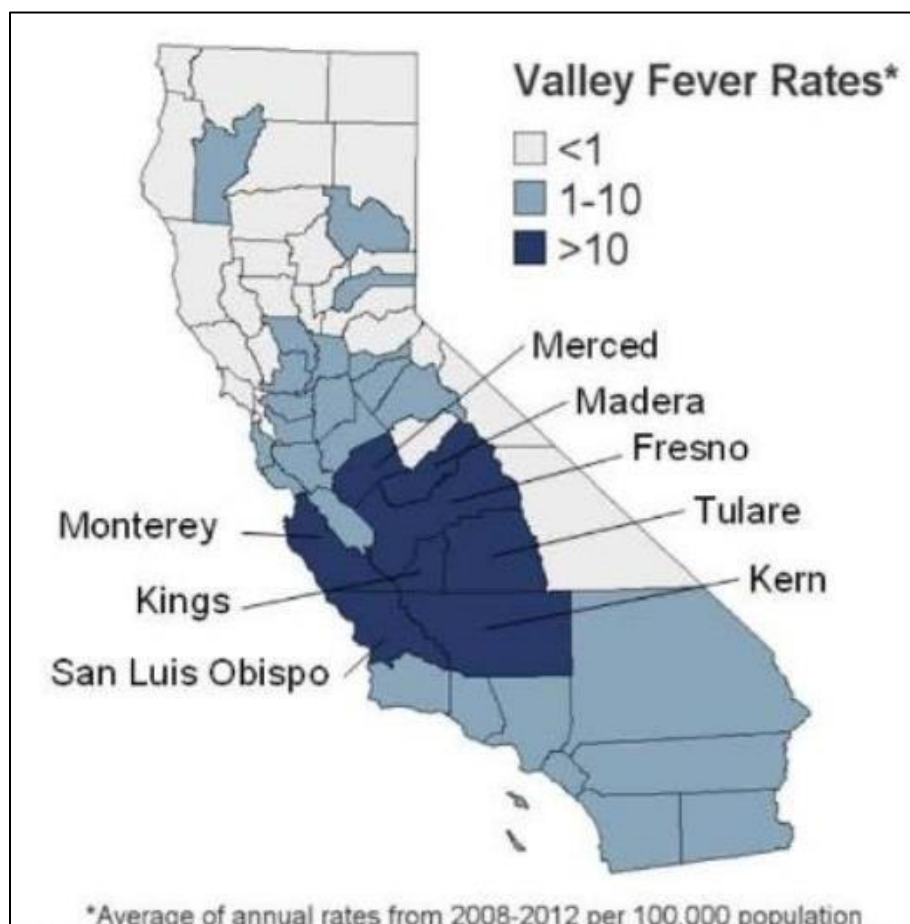 Valley Fever Rates*
<1
1-10
>10
Merced
Madera
Fresno
Tulare
Kern
Monterey
Kings
San Luis Obispo
*Average of annual rates from 2008-2012 per 100,000 population